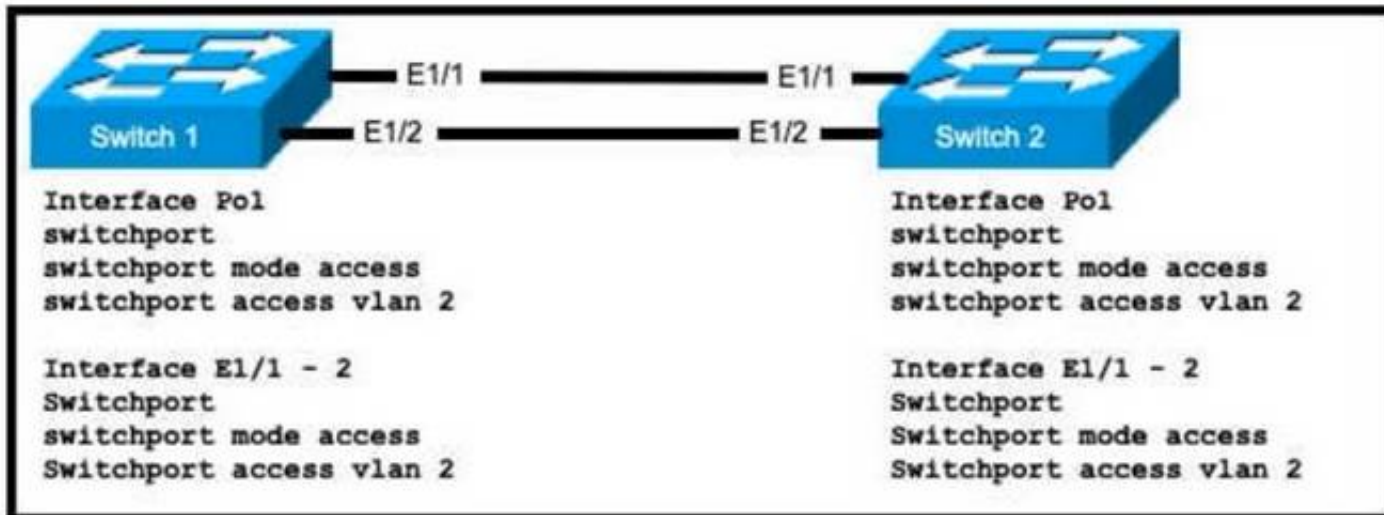 E1/1
E1/1
Switch 1
E1/2
E1/2
Switch 2
Interface Po1
switchport
switchport mode access
switchport access vlan 2
Interface E1/1 - 2
Switchport
switchport mode access
Switchport access vlan 2
Interface Po1
switchport
switchport mode access
switchport access vlan 2
Interface E1/1 - 2
Switchport
Switchport mode access
Switchport access vlan 2